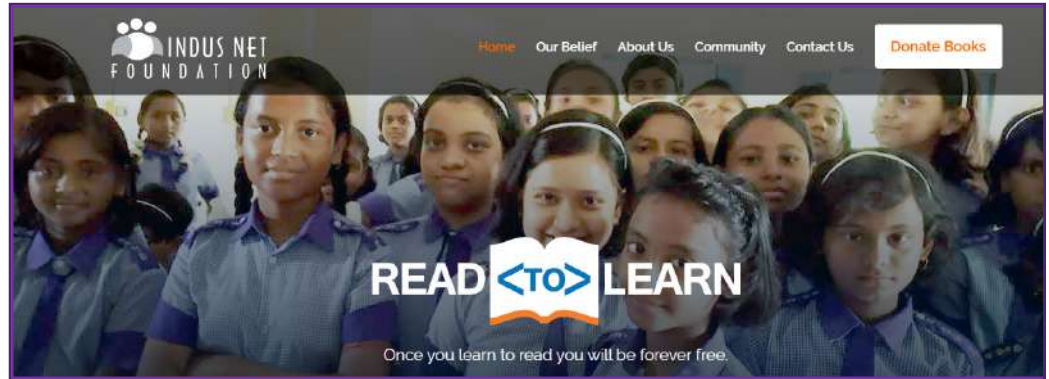 INDUS NET
FOUNDATION
Home Our Belief About Us Community Contact Us Donate Books
READ <TO> LEARN
Once you learn to read you will be forever free.